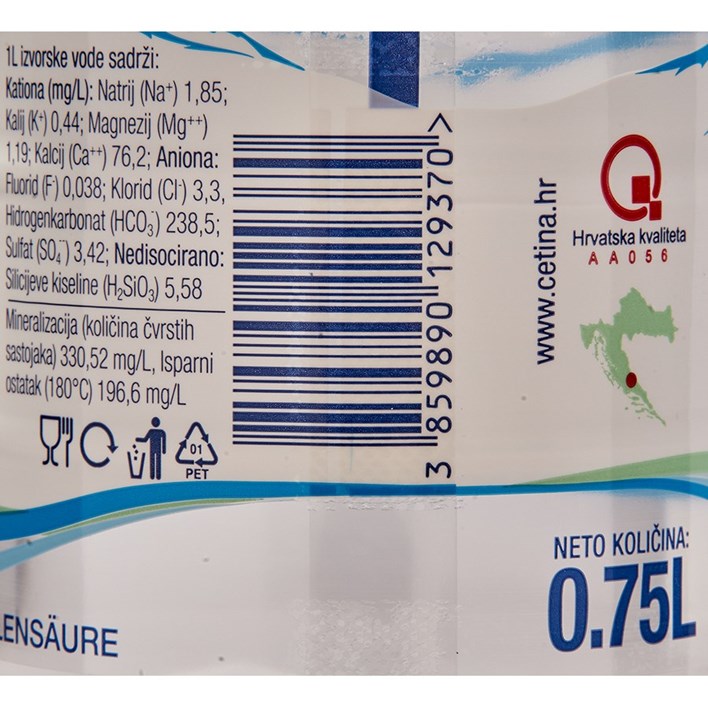 1L izvorske vode sadrži:
Kationa (mg/L): Natrij (Na⁺) 1,85;
Kalij (K⁺) 0,44; Magnezij (Mg⁺⁺)
1,19; Kalcij (Ca⁺⁺) 76,2; Aniona:
Fluorid (F⁻) 0,038; Klorid (Cl⁻) 3,3,
Hidrogenkarbonat (HCO₃⁻) 238,5;
Sulfat (SO₄⁻⁻) 3,42; Nedisocirano:
Silicijeve kiseline (H₂SiO₃) 5,58
Mineralizacija (količina čvrstih
sastojaka) 330,52 mg/L, Isparni
ostatak (180°C) 196,6 mg/L
01
PET
3 859890 129370 >
www.cetina.hr
Hrvatska kvaliteta
AA056
NETO KOLIČINA:
0.75L
LENSÄURE